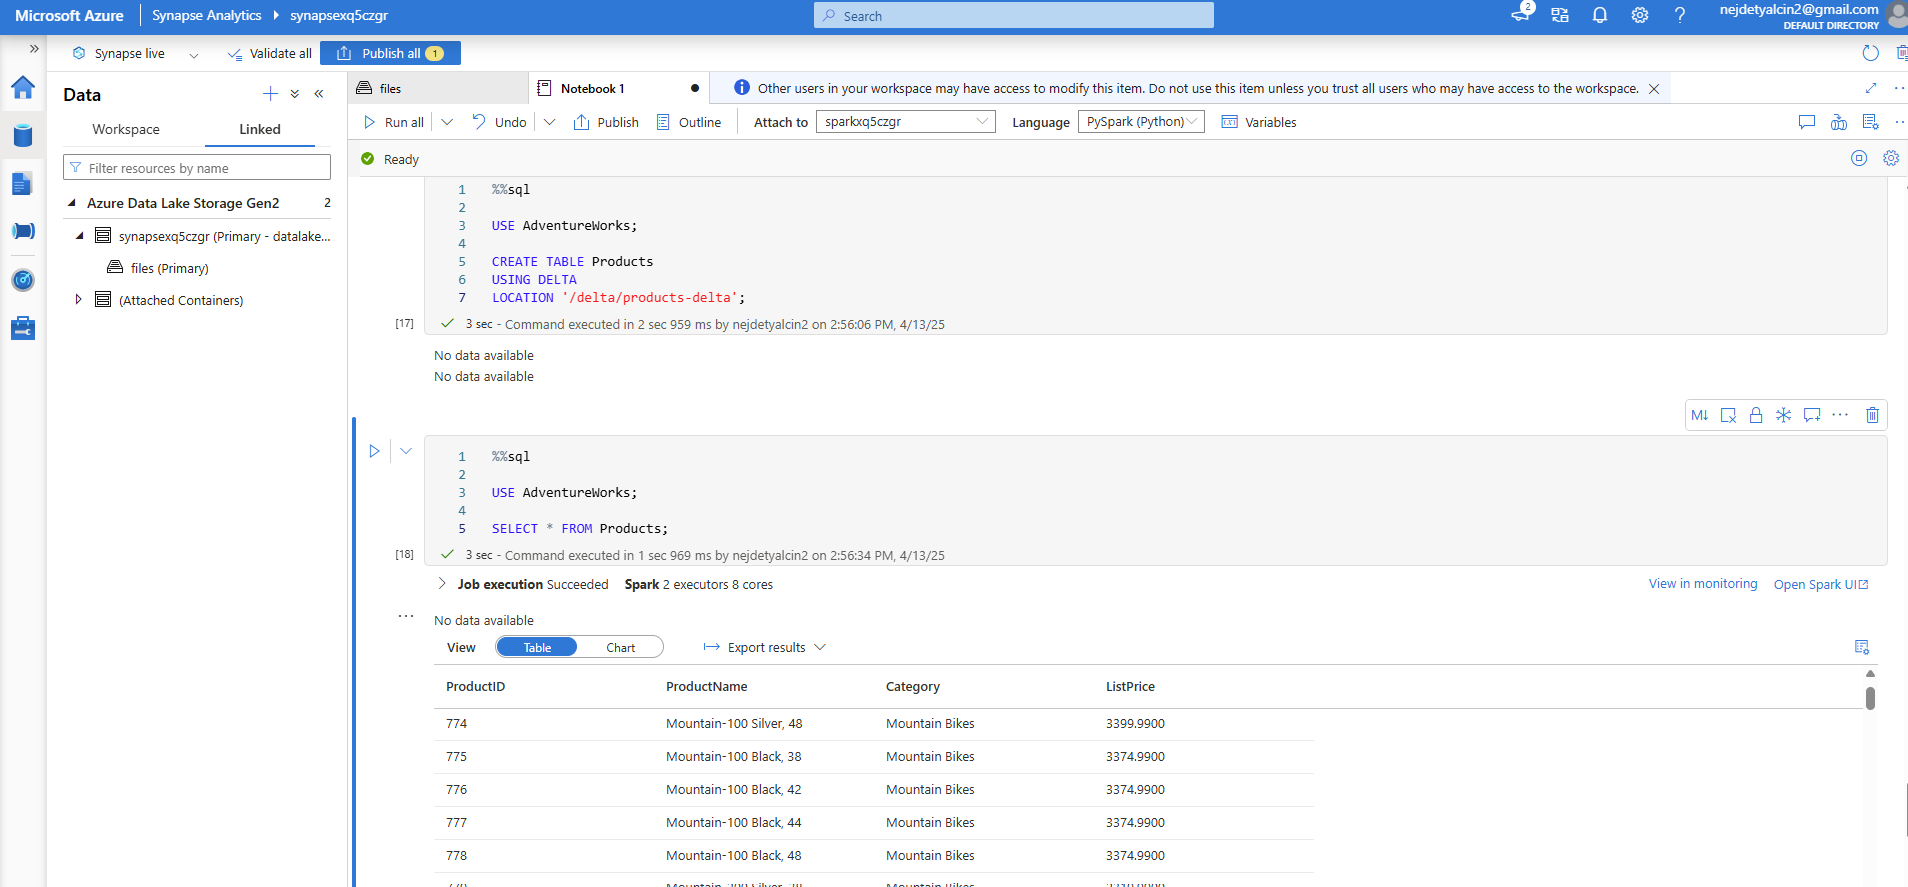 Microsoft Azure
Synapse Analytics
synapsexq5czgr
Search
2
nejdetyalcin2@gmail.com
DEFAULT DIRECTORY
Synapse live
Validate all
Publish all 1
Data
Workspace
Linked
Filter resources by name
Azure Data Lake Storage Gen2 2
synapsexq5czgr (Primary - datalake...
files (Primary)
(Attached Containers)
files
Notebook 1
Other users in your workspace may have access to modify this item. Do not use this item unless you trust all users who may have access to the workspace.
Run all
Undo
Publish
Outline
Attach to
sparkxq5czgr
Language
PySpark (Python)
Variables
Ready
1 %%sql
2
3 USE AdventureWorks;
4
5 CREATE TABLE Products
6 USING DELTA
7 LOCATION '/delta/products-delta';
[17] 3 sec - Command executed in 2 sec 959 ms by nejdetyalcin2 on 2:56:06 PM, 4/13/25
No data available
No data available
M↓
1 %%sql
2
3 USE AdventureWorks;
4
5 SELECT * FROM Products;
[18] 3 sec - Command executed in 1 sec 969 ms by nejdetyalcin2 on 2:56:34 PM, 4/13/25
Job execution Succeeded Spark 2 executors 8 cores
View in monitoring
Open Spark UI
No data available
View
Table
Chart
Export results
ProductID ProductName Category ListPrice
774 Mountain-100 Silver, 48 Mountain Bikes 3399.9900
775 Mountain-100 Black, 38 Mountain Bikes 3374.9900
776 Mountain-100 Black, 42 Mountain Bikes 3374.9900
777 Mountain-100 Black, 44 Mountain Bikes 3374.9900
778 Mountain-100 Black, 48 Mountain Bikes 3374.9900